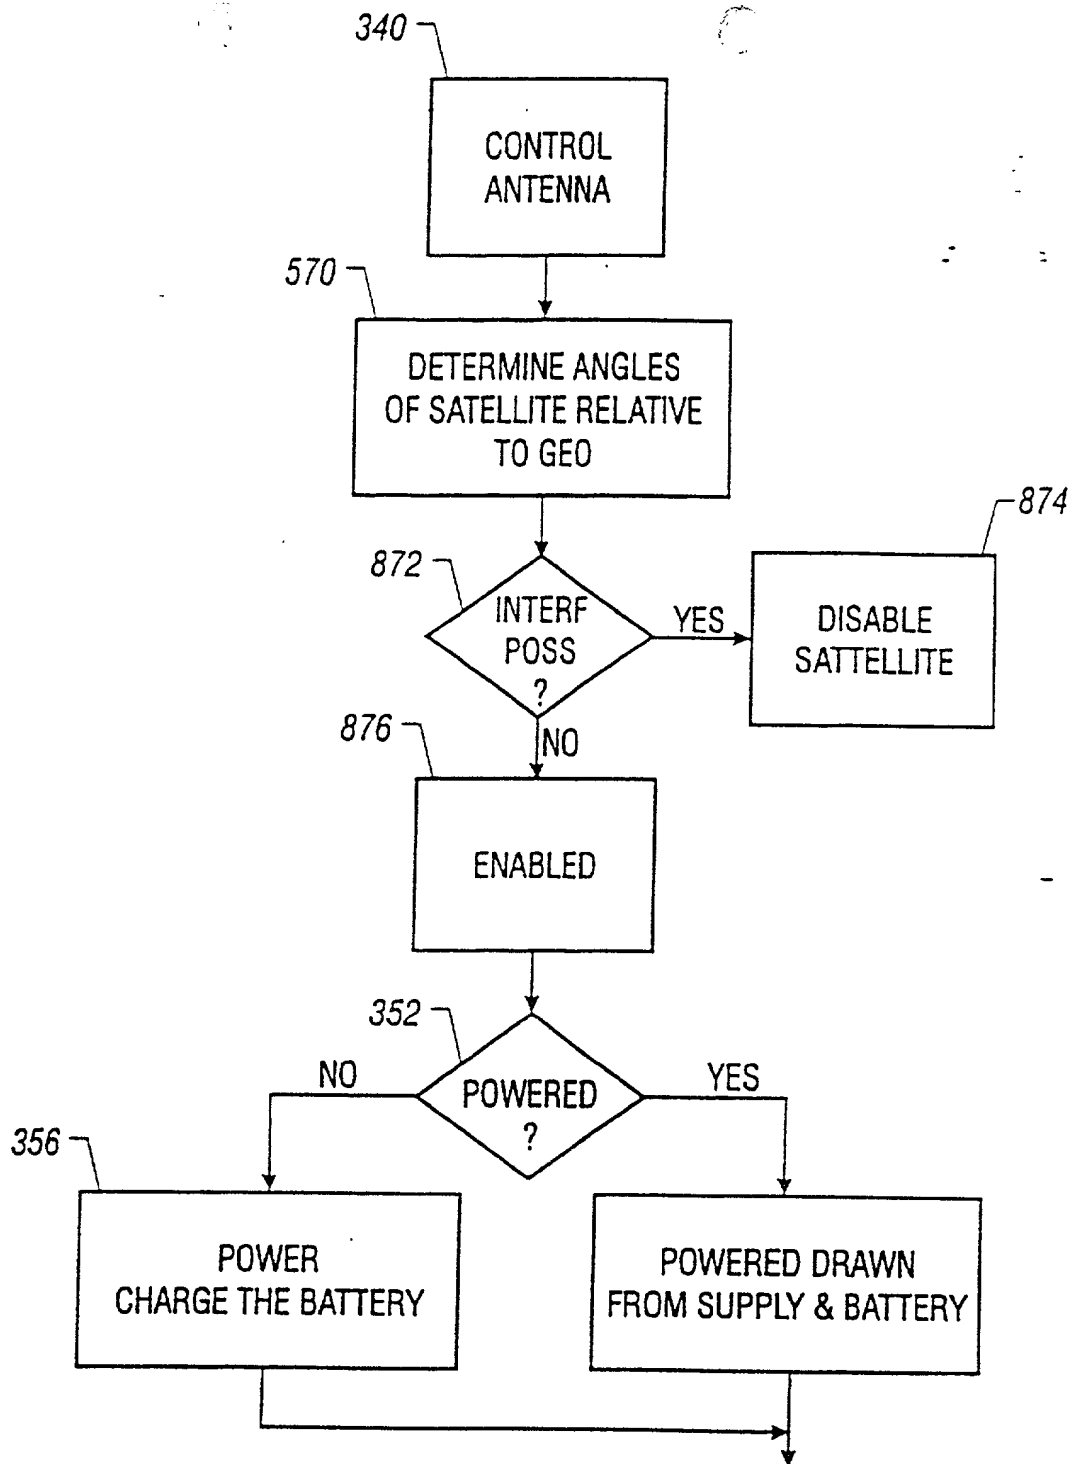 340
CONTROL
ANTENNA
570
DETERMINE ANGLES
OF SATELLITE RELATIVE
TO GEO
872
INTERF
POSS
?
YES
874
DISABLE
SATTELLITE
NO
876
ENABLED
352
POWERED
?
NO
YES
356
POWER
CHARGE THE BATTERY
POWERED DRAWN
FROM SUPPLY & BATTERY